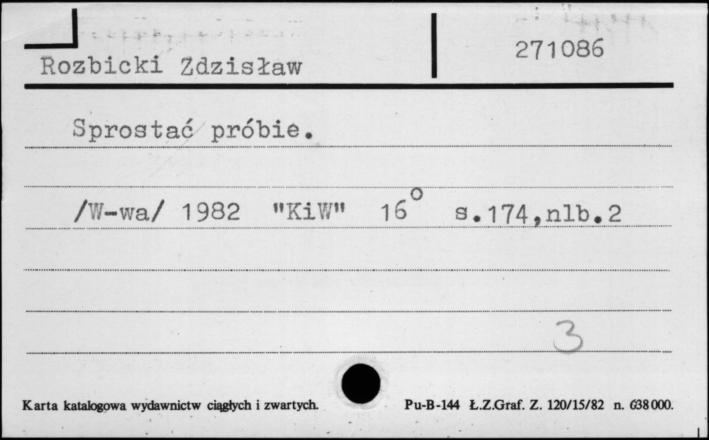 Rozbicki Zdzisław
271086
Sprostać próbie.
/W-wa/ 1982 "KiW" 16° s.174,nlb.2
3
Karta katalogowa wydawnictw ciągłych i zwartych. Pu-B-144 Ł.Z.Graf. Z. 120/15/82 n. 638000.